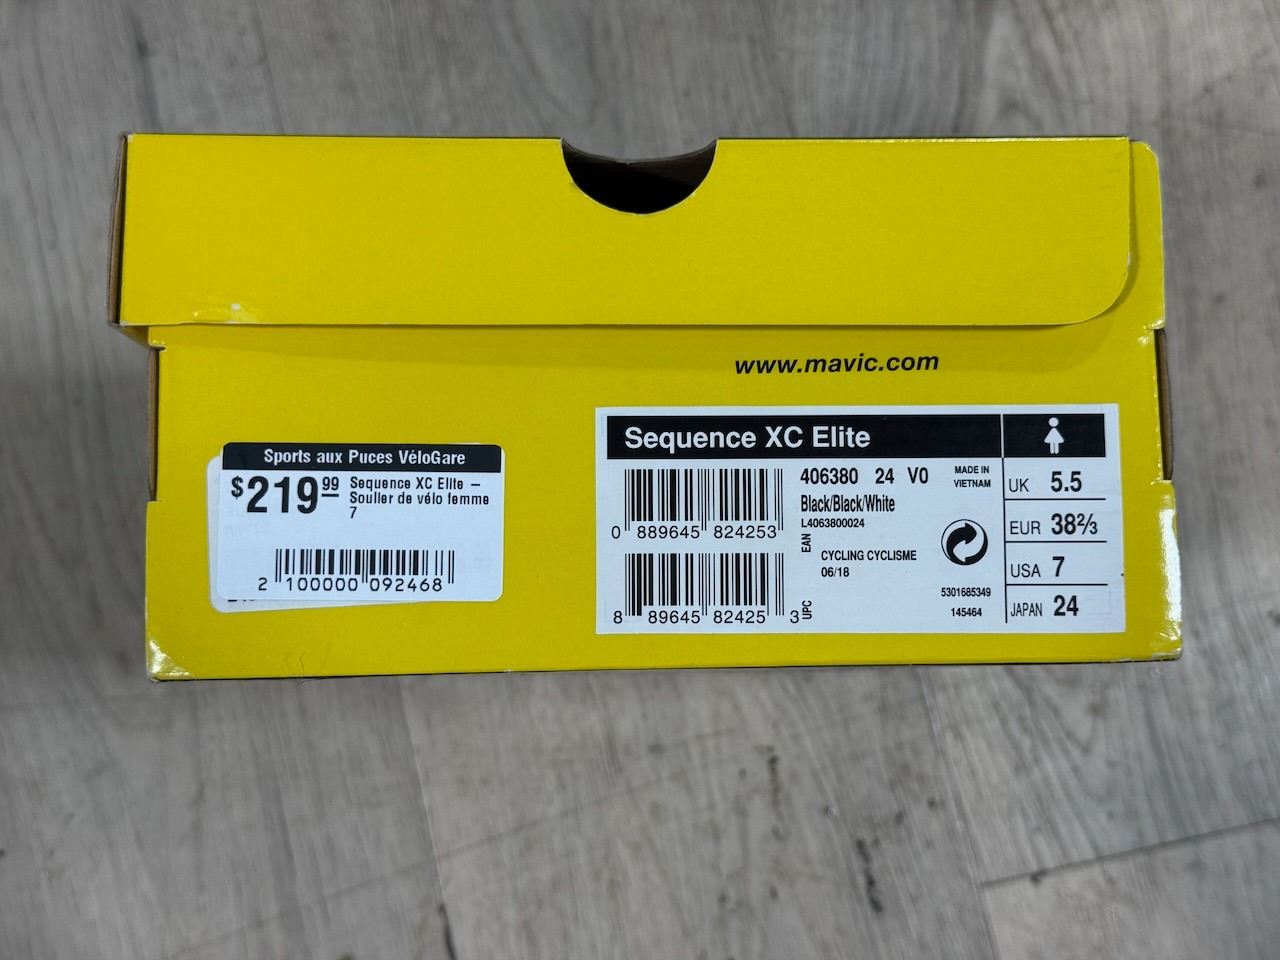 www.mavic.com
Sports aux Puces VéloGare
$219.99
Sequence XC Elite –
Soulier de vélo femme
7
2 100000 092468
Sequence XC Elite
0 889645 824253
EAN
8 89645 82425 3
UPC
406380 24 V0
Black/Black/White
L4063800024
CYCLING CYCLISME
06/18
MADE IN
VIETNAM
5301685349
145464
UK 5.5
EUR 38⅔
USA 7
JAPAN 24